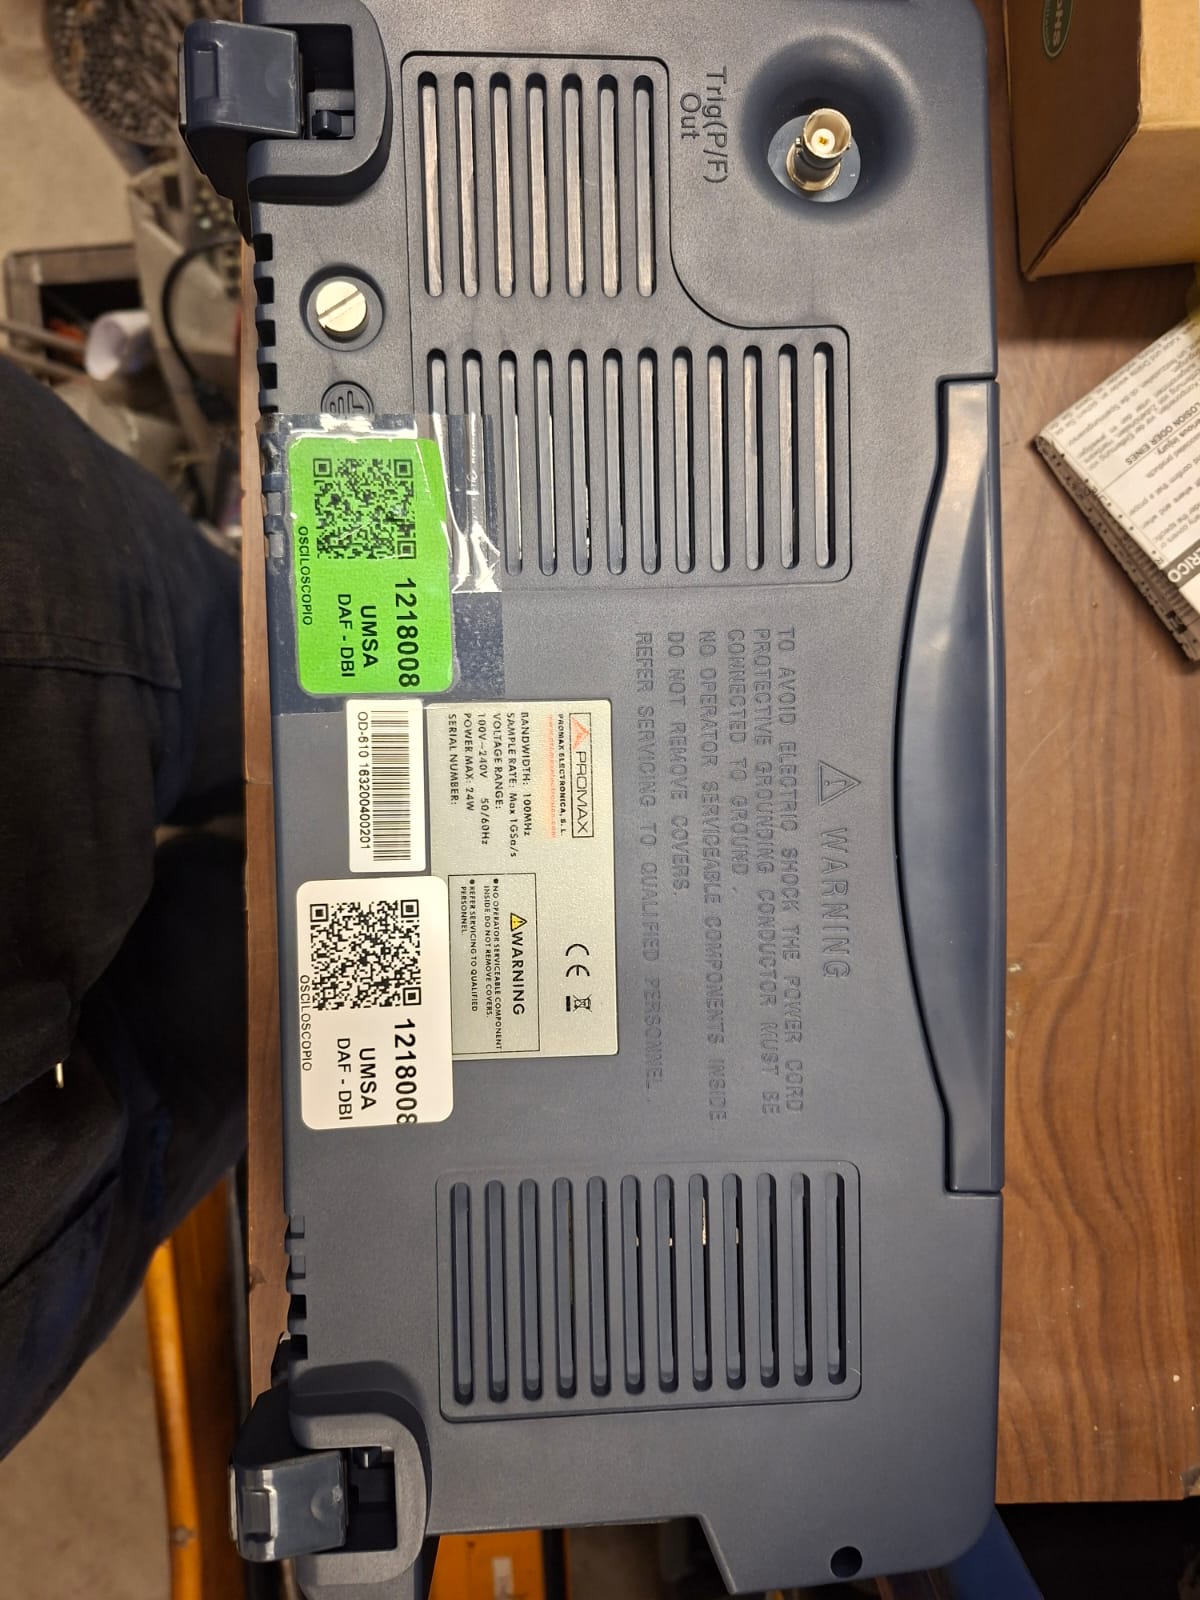 Trig(P/F)
Out
WARNING
TO AVOID ELECTRIC SHOCK THE POWER CORD
PROTECTIVE GROUNDING CONDUCTOR MUST BE
CONNECTED TO GROUND,
NO OPERATOR SERVICEABLE COMPONENTS INSIDE
DO NOT REMOVE COVERS.
REFER SERVICING TO QUALIFIED PERSONNEL.
PROMAX
PROMAX ELECTRONICA, S. L.
BANDWIDTH: 100MHz
SAMPLE RATE: Max 1GSa/s
VOLTAGE RANGE:
100V~240V 50/60Hz
POWER MAX: 24W
SERIAL NUMBER:
CE
WARNING
NO OPERATOR SERVICEABLE COMPONENT
INSIDE.DO NOT REMOVE COVERS.
REFER SERVICING TO QUALIFIED
PERSONNEL.
OD-610 163200400201
1218008
UMSA
DAF - DBI
OSCILOSCOPIO
1218008
UMSA
DAF - DBI
OSCILOSCOPIO